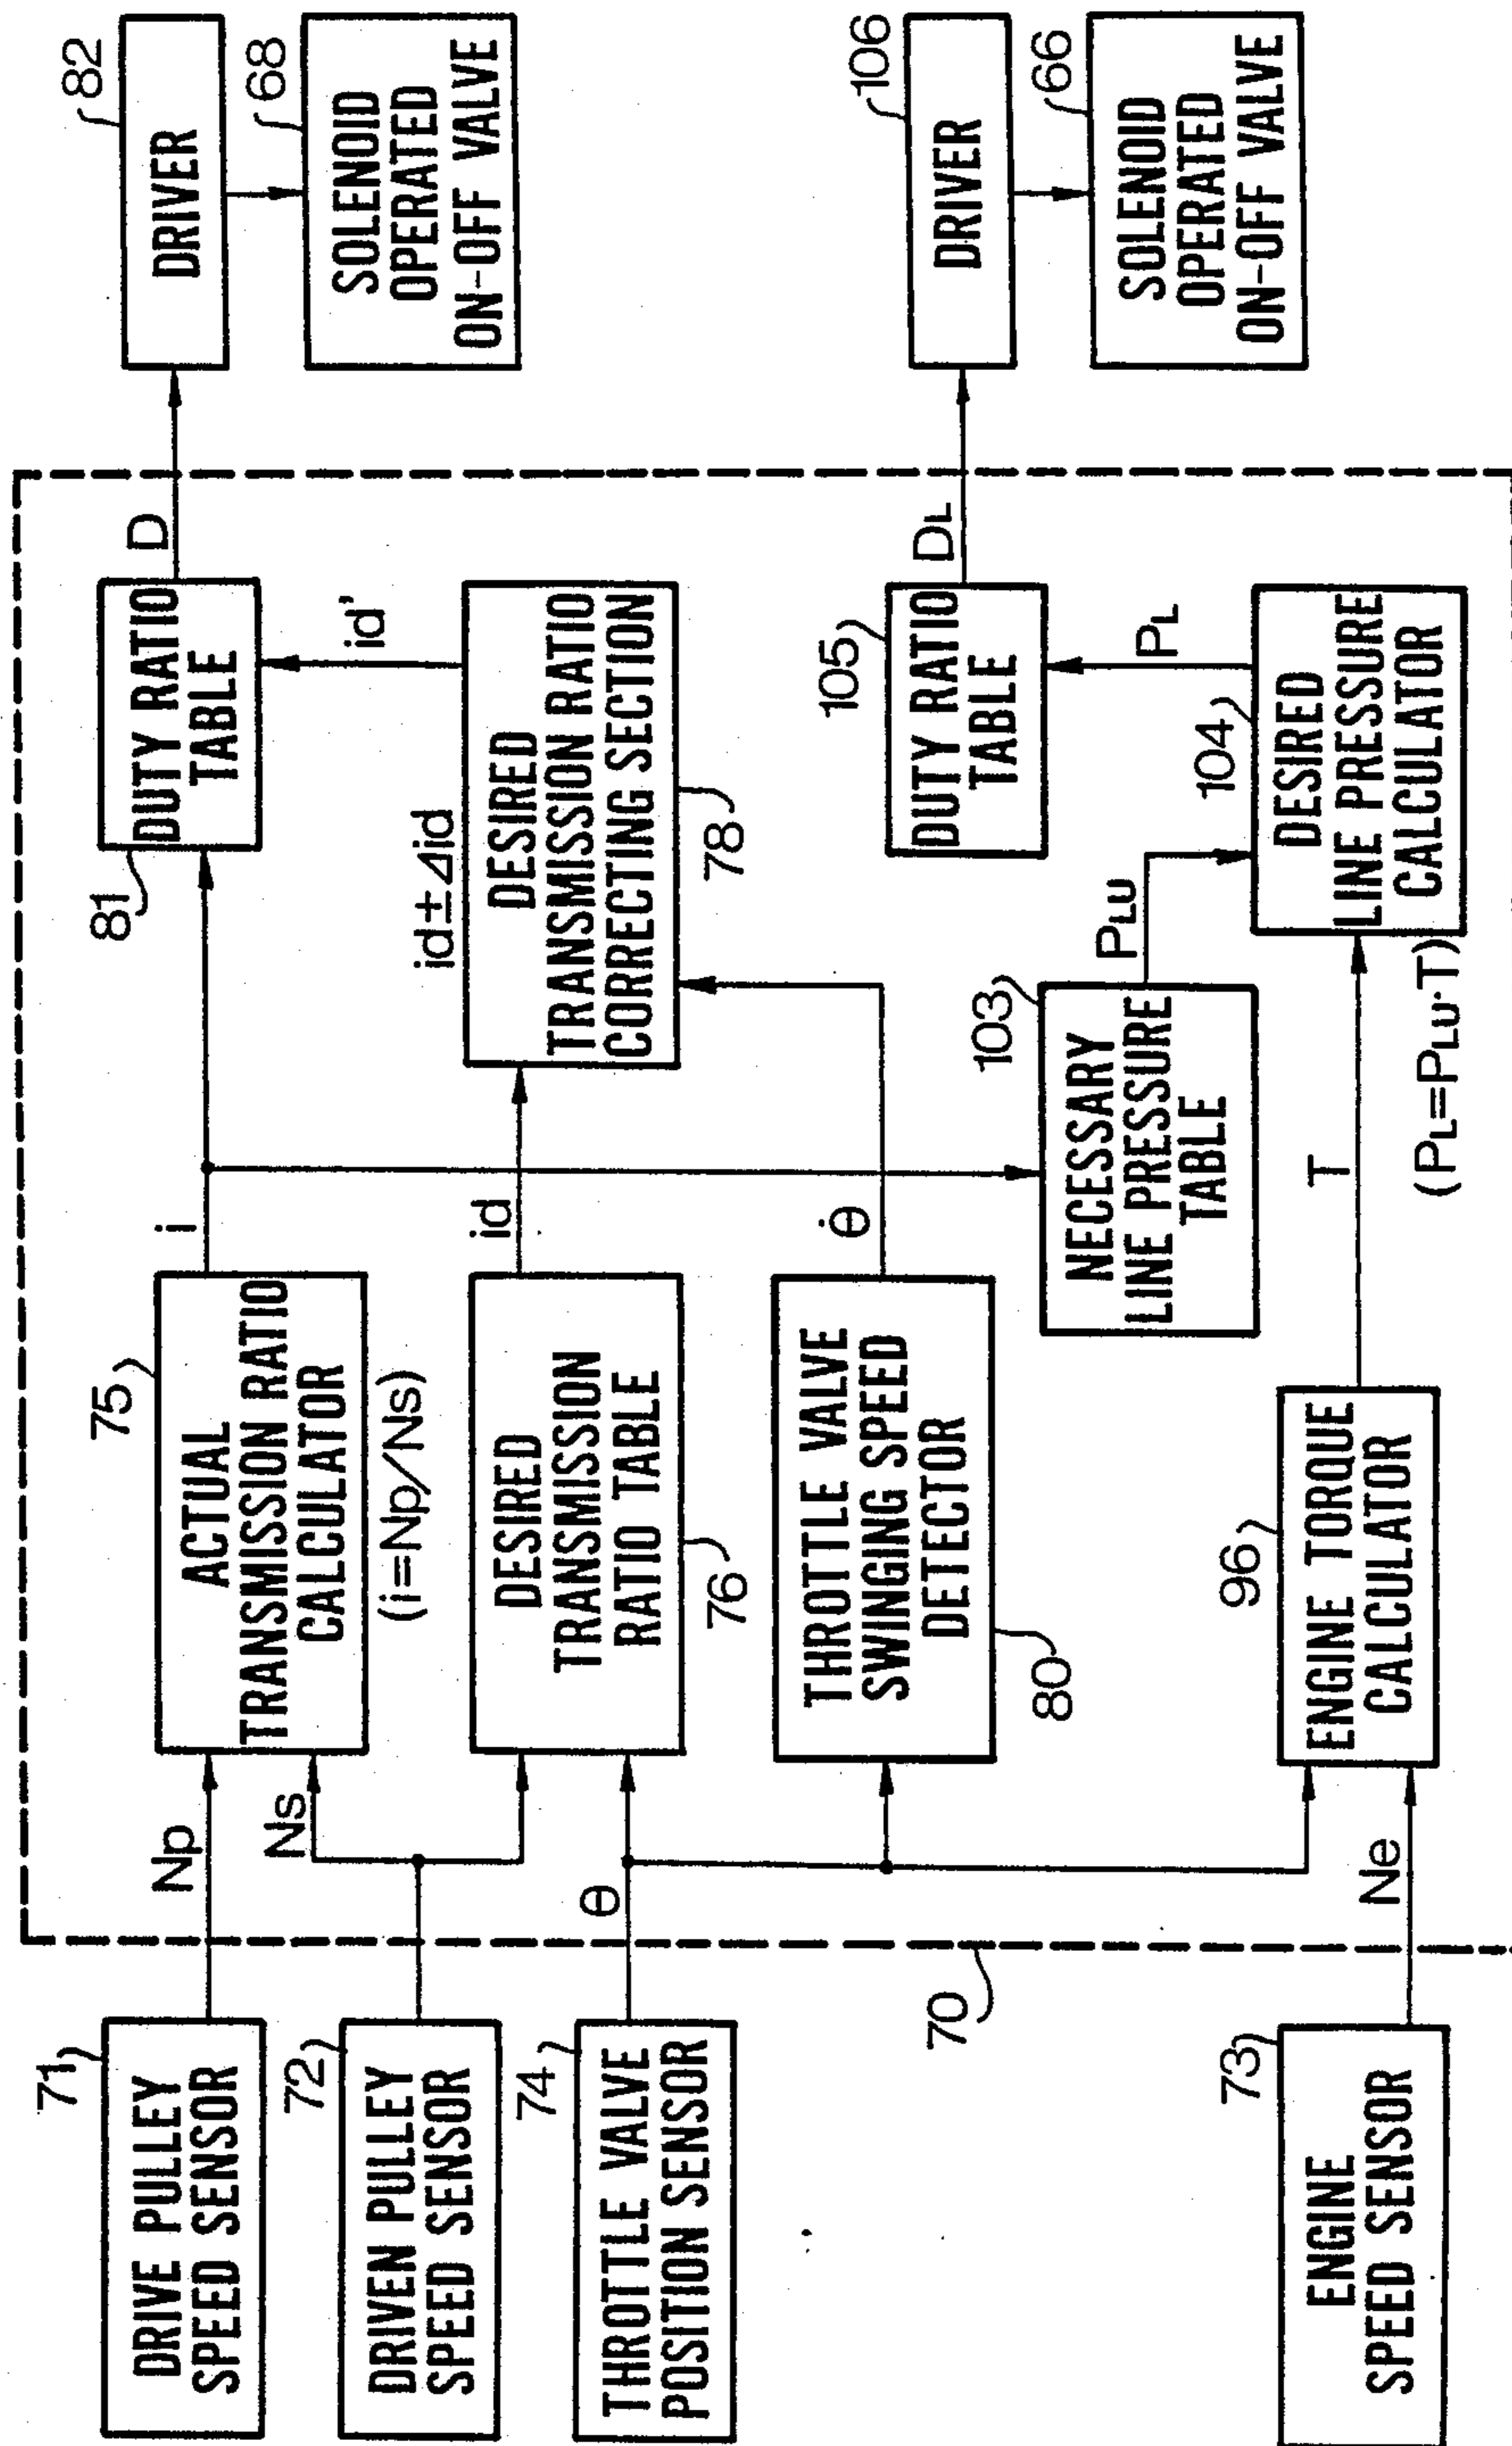 71
DRIVE PULLEY
SPEED SENSOR
72
DRIVEN PULLEY
SPEED SENSOR
74
THROTTLE VALVE
POSITION SENSOR
73
ENGINE
SPEED SENSOR
70
Np
Ns
θ
Ne
75
ACTUAL
TRANSMISSION RATIO
CALCULATOR
(i=Np/Ns)
DESIRED
TRANSMISSION
RATIO TABLE
76
THROTTLE VALVE
SWINGING SPEED
DETECTOR
80
96
ENGINE TORQUE
CALCULATOR
i
id
θ̇
T
103
NECESSARY
LINE PRESSURE
TABLE
PLU
id±Δid
DESIRED
TRANSMISSION RATIO
CORRECTING SECTION
78
id'
81
DUTY RATIO
TABLE
D
105
DUTY RATIO
TABLE
DL
PL
104
DESIRED
LINE PRESSURE
CALCULATOR
(PL=PLU·T)
82
DRIVER
68
SOLENOID
OPERATED
ON-OFF VALVE
106
DRIVER
66
SOLENOID
OPERATED
ON-OFF VALVE